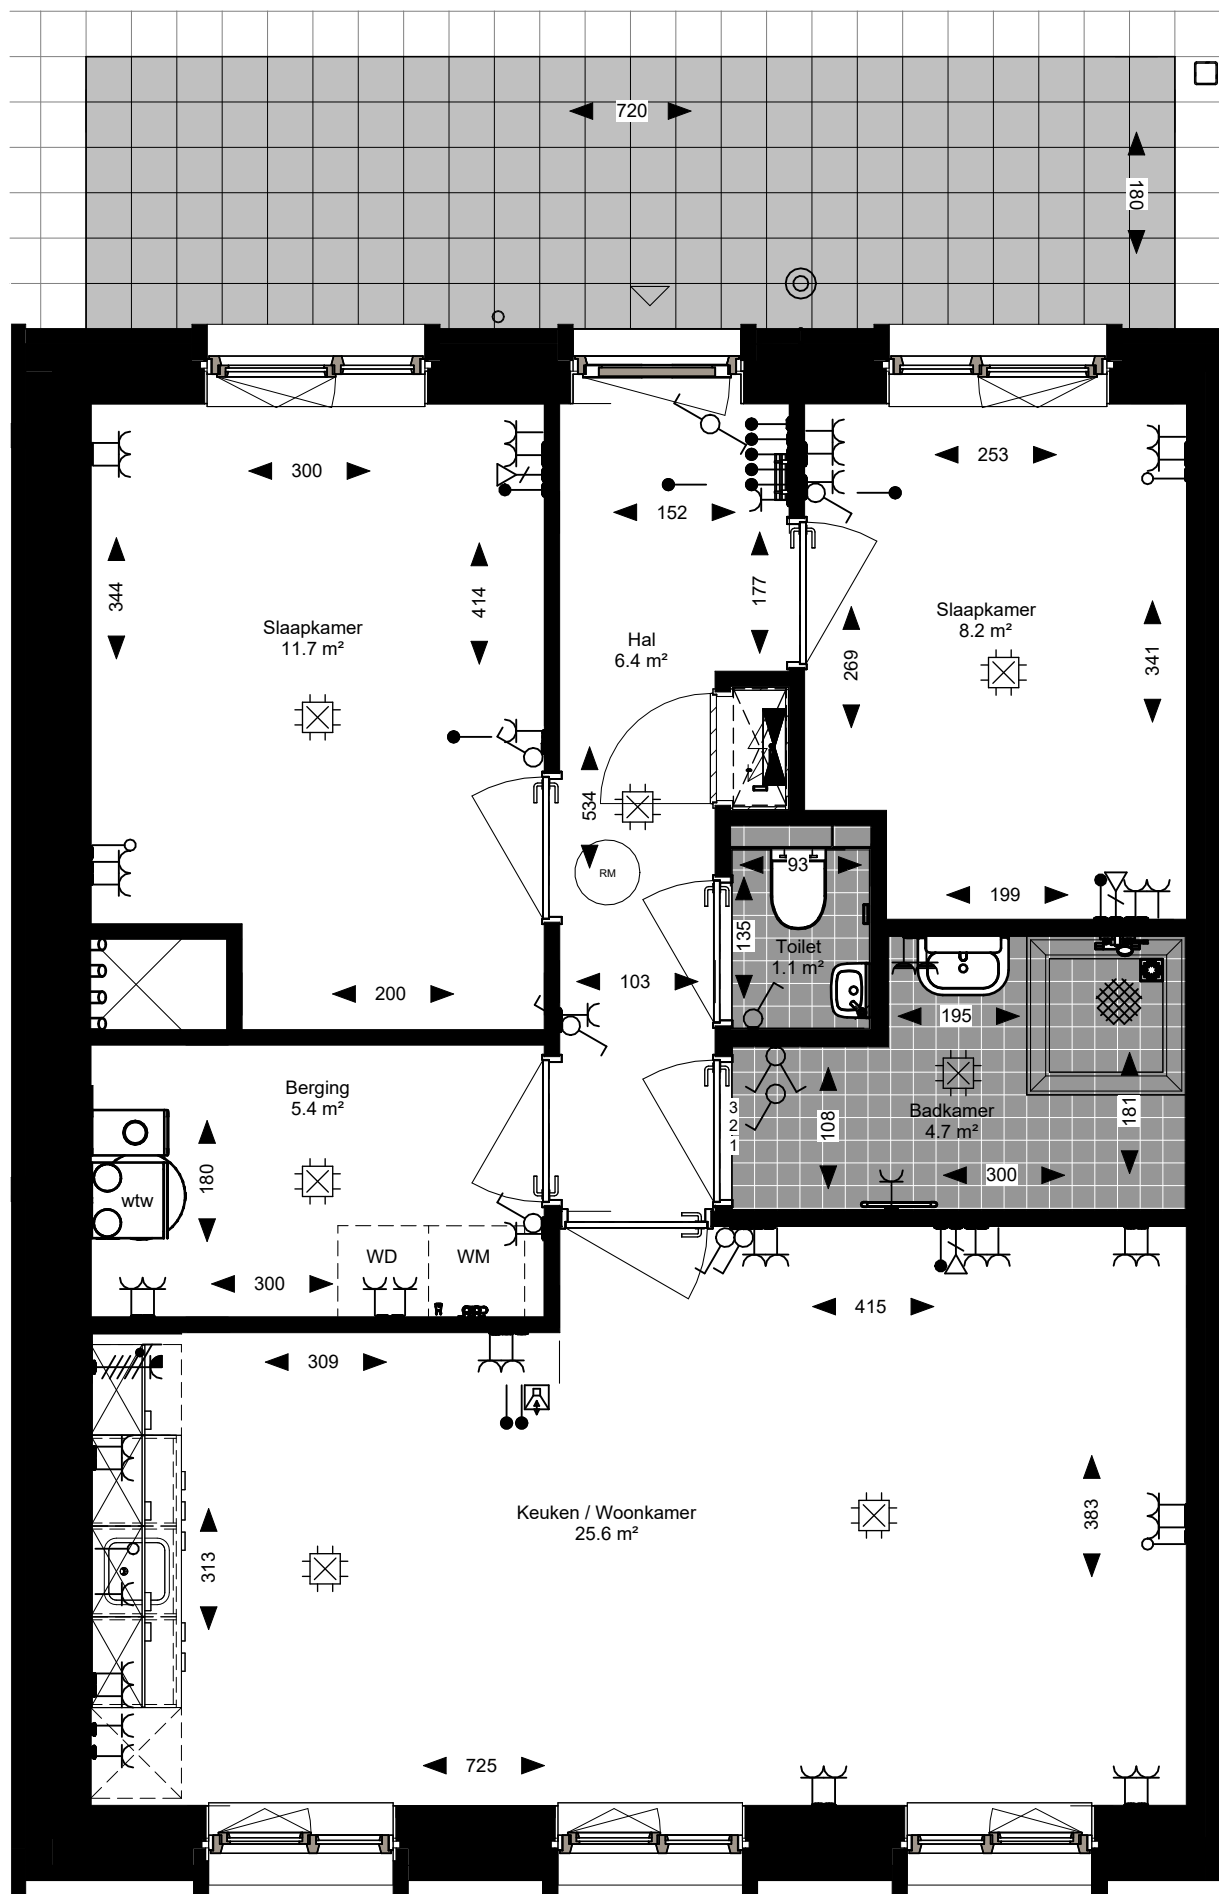 720
180
300
253
152
344
414
177
Slaapkamer
11.7 m²
Hal
6.4 m²
269
Slaapkamer
8.2 m²
341
534
RM
93
135
Toilet
1.1 m²
199
200
103
195
Berging
5.4 m²
wtw
180
3
2
1
108
Badkamer
4.7 m²
181
300
WD
WM
300
415
309
Keuken / Woonkamer
25.6 m²
383
313
725